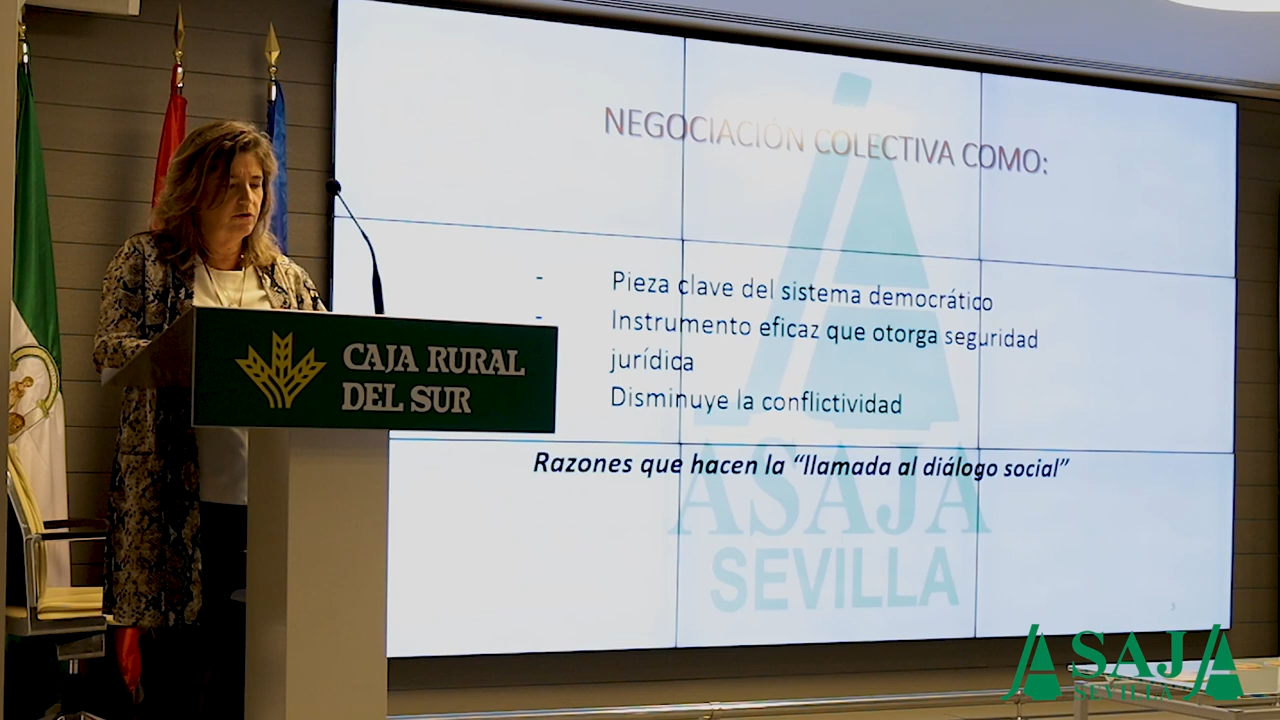 NEGOCIACIÓN COLECTIVA COMO:
- Pieza clave del sistema democrático
- Instrumento eficaz que otorga seguridad
jurídica
Disminuye la conflictividad
Razones que hacen la “llamada al diálogo social”
ASAJA
SEVILLA
3
CAJA RURAL
DEL SUR
ASAJA
SEVILLA